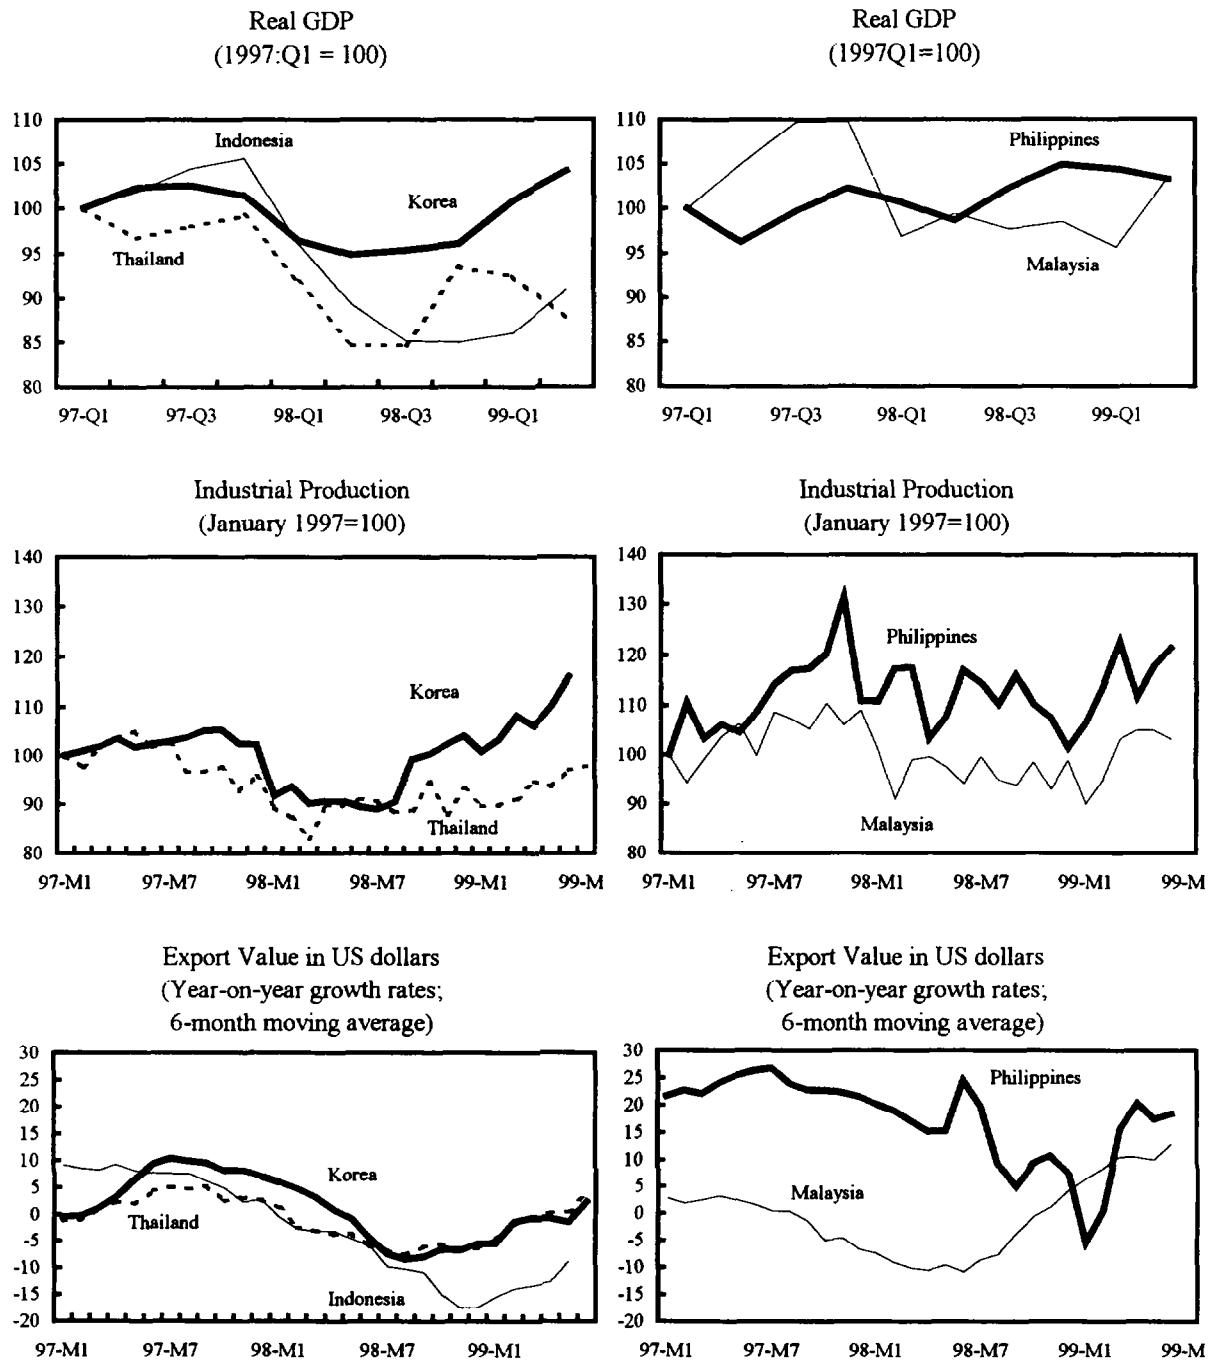 Real GDP
(1997:Q1 = 100)
110
105
100
95
90
85
80
Indonesia
Korea
Thailand
97-Q1 97-Q3 98-Q1 98-Q3 99-Q1
Real GDP
(1997Q1=100)
110
105
100
95
90
85
80
Philippines
Malaysia
97-Q1 97-Q3 98-Q1 98-Q3 99-Q1
Industrial Production
(January 1997=100)
140
130
120
110
100
90
80
Korea
Thailand
97-M1 97-M7 98-M1 98-M7 99-M1 99-M
Industrial Production
(January 1997=100)
140
130
120
110
100
90
80
Philippines
Malaysia
97-M1 97-M7 98-M1 98-M7 99-M1 99-M
Export Value in US dollars
(Year-on-year growth rates;
6-month moving average)
30
25
20
15
10
5
0
-5
-10
-15
-20
Korea
Thailand
Indonesia
97-M1 97-M7 98-M1 98-M7 99-M1
Export Value in US dollars
(Year-on-year growth rates;
6-month moving average)
30
25
20
15
10
5
0
-5
-10
-15
-20
Philippines
Malaysia
97-M1 97-M7 98-M1 98-M7 99-M1 99-M